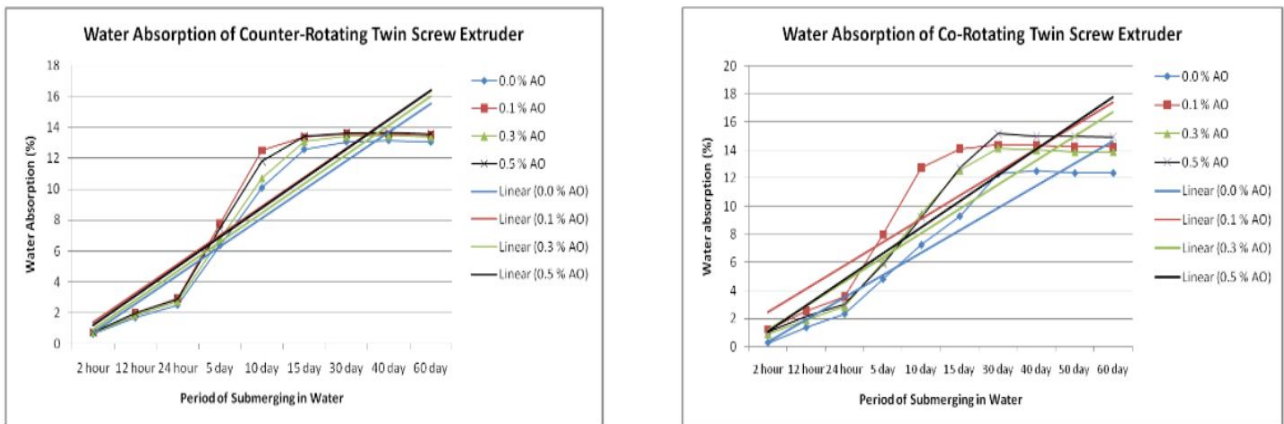 Water Absorption of Counter-Rotating Twin Screw Extruder
18
16
14
12
10
8
6
4
2
0
Water Absorption (%)
2 hour 12 hour 24 hour 5 day 10 day 15 day 30 day 40 day 60 day
Period of Submerging in Water
0.0 % AO
0.1 % AO
0.3 % AO
0.5 % AO
Linear (0.0 % AO)
Linear (0.1 % AO)
Linear (0.3 % AO)
Linear (0.5 % AO)
Water Absorption of Co-Rotating Twin Screw Extruder
20
18
16
14
12
10
8
6
4
2
0
Water absorption (%)
2 hour 12 hour 24 hour 5 day 10 day 15 day 30 day 40 day 50 day 60 day
Period of Submerging in Water
0.0 % AO
0.1 % AO
0.3 % AO
0.5 % AO
Linear (0.0 % AO)
Linear (0.1 % AO)
Linear (0.3 % AO)
Linear (0.5 % AO)